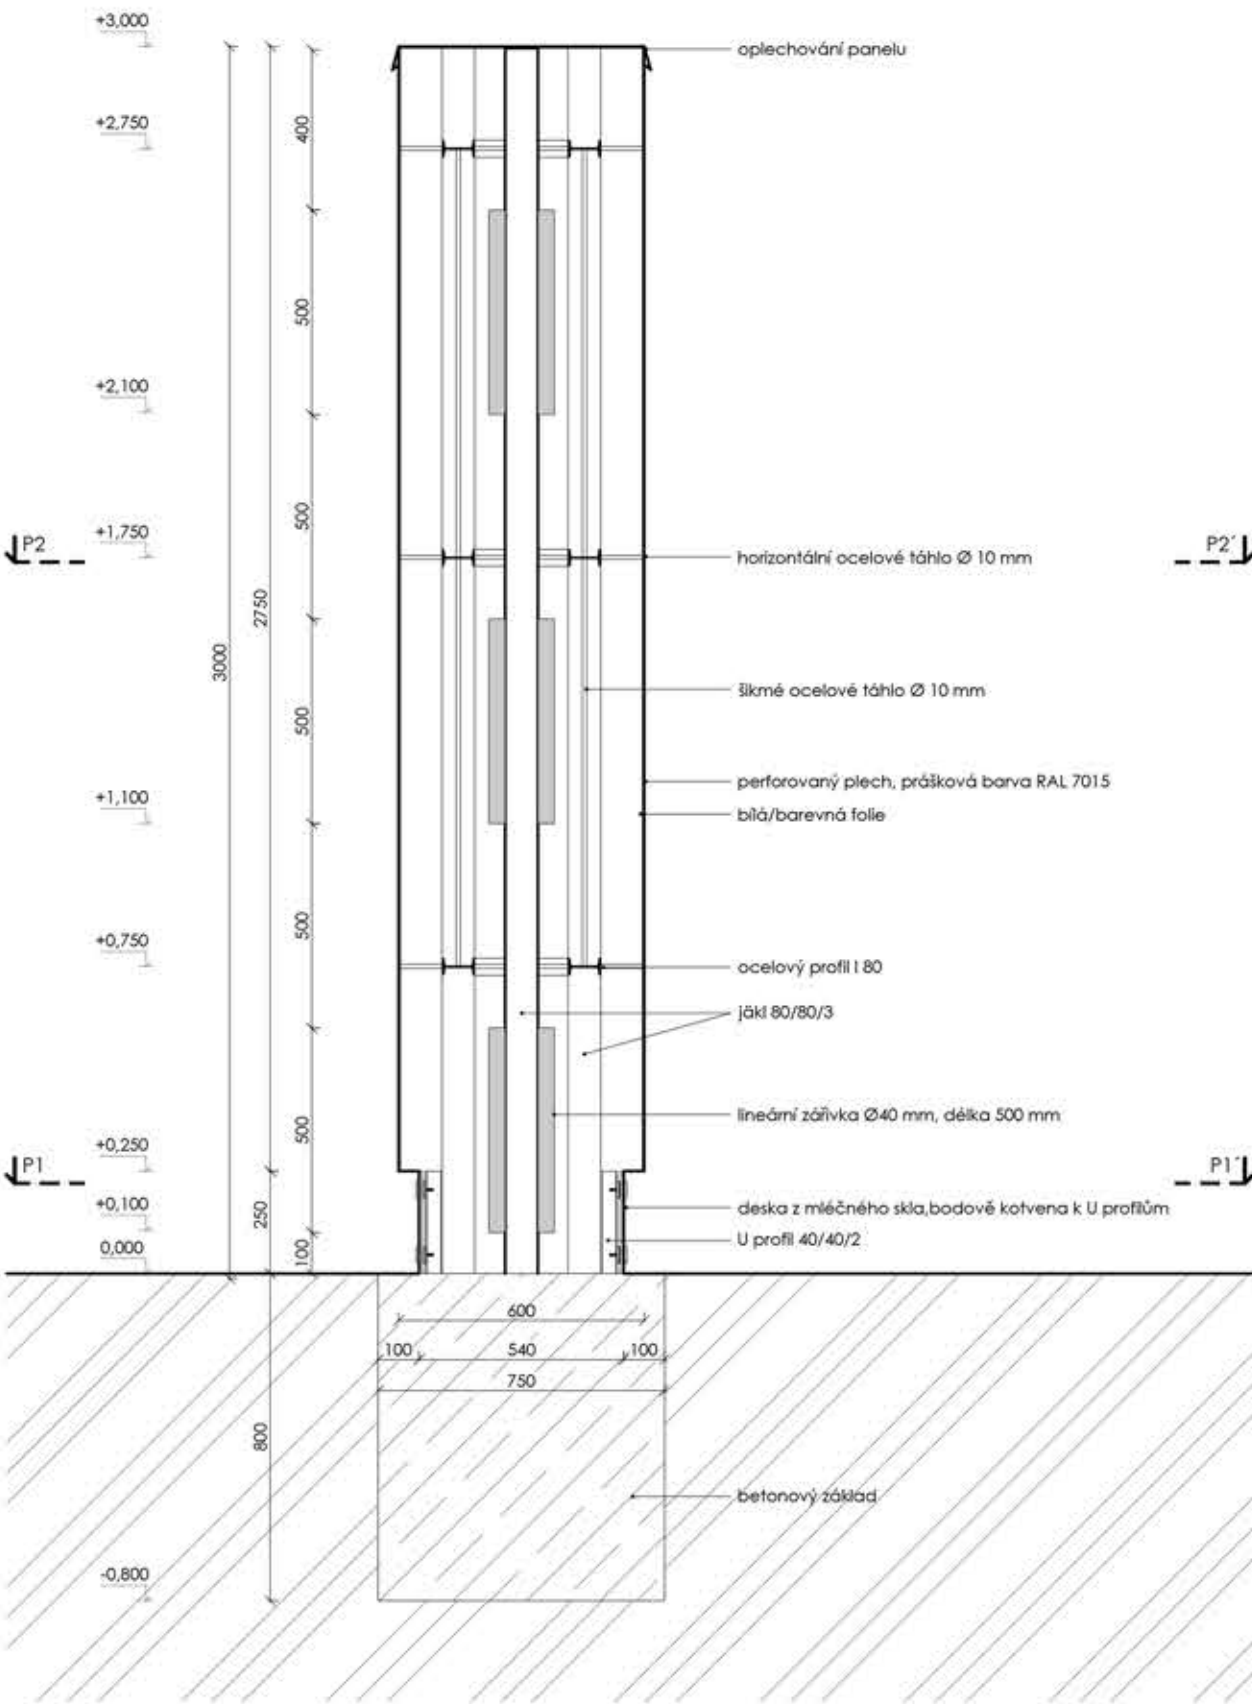 +3,000
oplechování panelu
+2,750
400
500
+2,100
500
+1,750
P2
P2´
horizontální ocelové táhlo Ø 10 mm
2750
3000
šikmé ocelové táhlo Ø 10 mm
500
perforovaný plech, prášková barva RAL 7015
+1,100
bílá/barevná folie
500
+0,750
ocelový profil I 80
jäkl 80/80/3
lineární zářivka Ø40 mm, délka 500 mm
500
+0,250
P1
P1´
+0,100
deska z mléčného skla,bodově kotvena k U profilům
250
U profil 40/40/2
0,000
100
600
100
540
100
750
800
betonový základ
-0,800